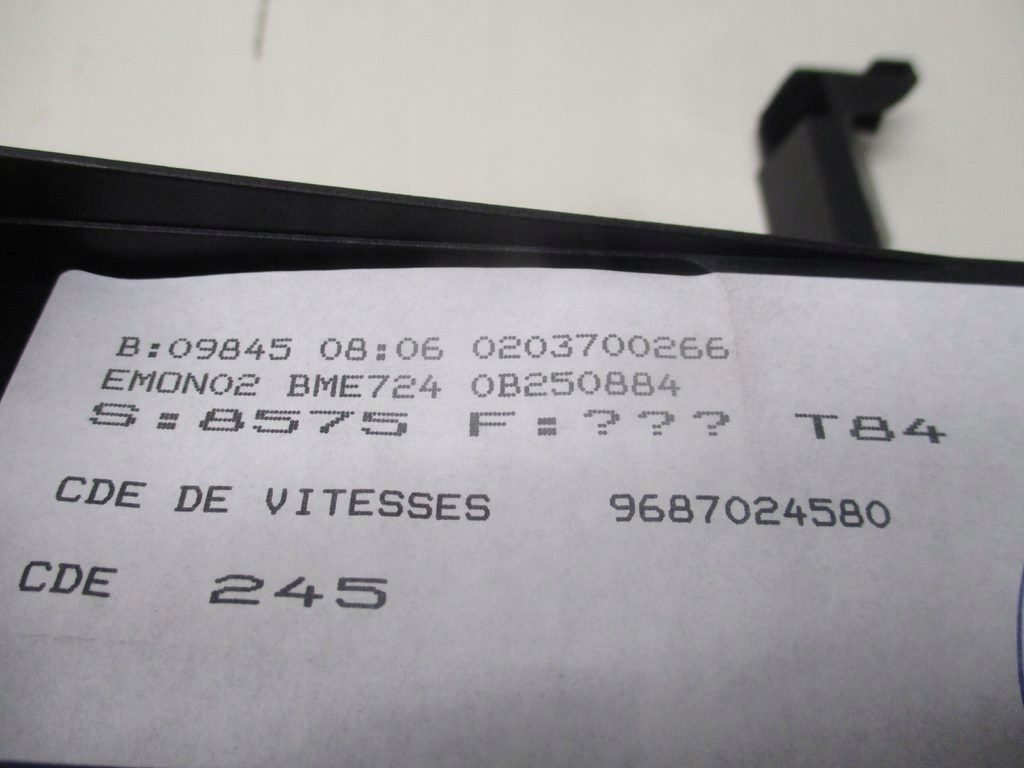 B:09845 08:06 0203700266
EMON02 BME724 0B250884
S:8575 F:??? T84
CDE DE VITESSES 9687024580
CDE 245